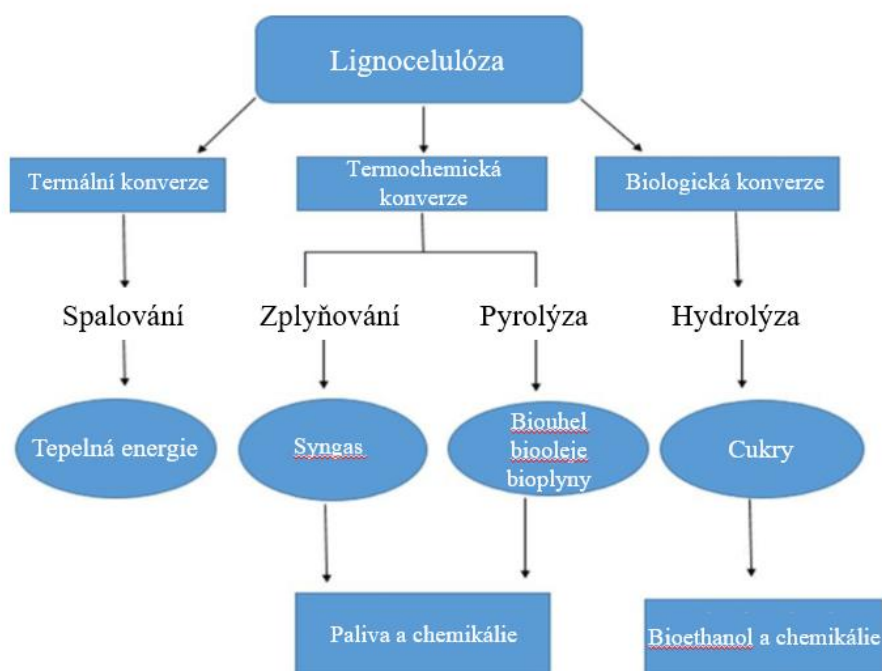 Lignocelulóza
Termální konverze
Termochemická
konverze
Biologická konverze
Spalování
Zplyňování
Pyrolýza
Hydrolýza
Tepelná energie
Syngas
Biouhel
biooleje
bioplyny
Cukry
Paliva a chemikálie
Bioethanol a chemikálie